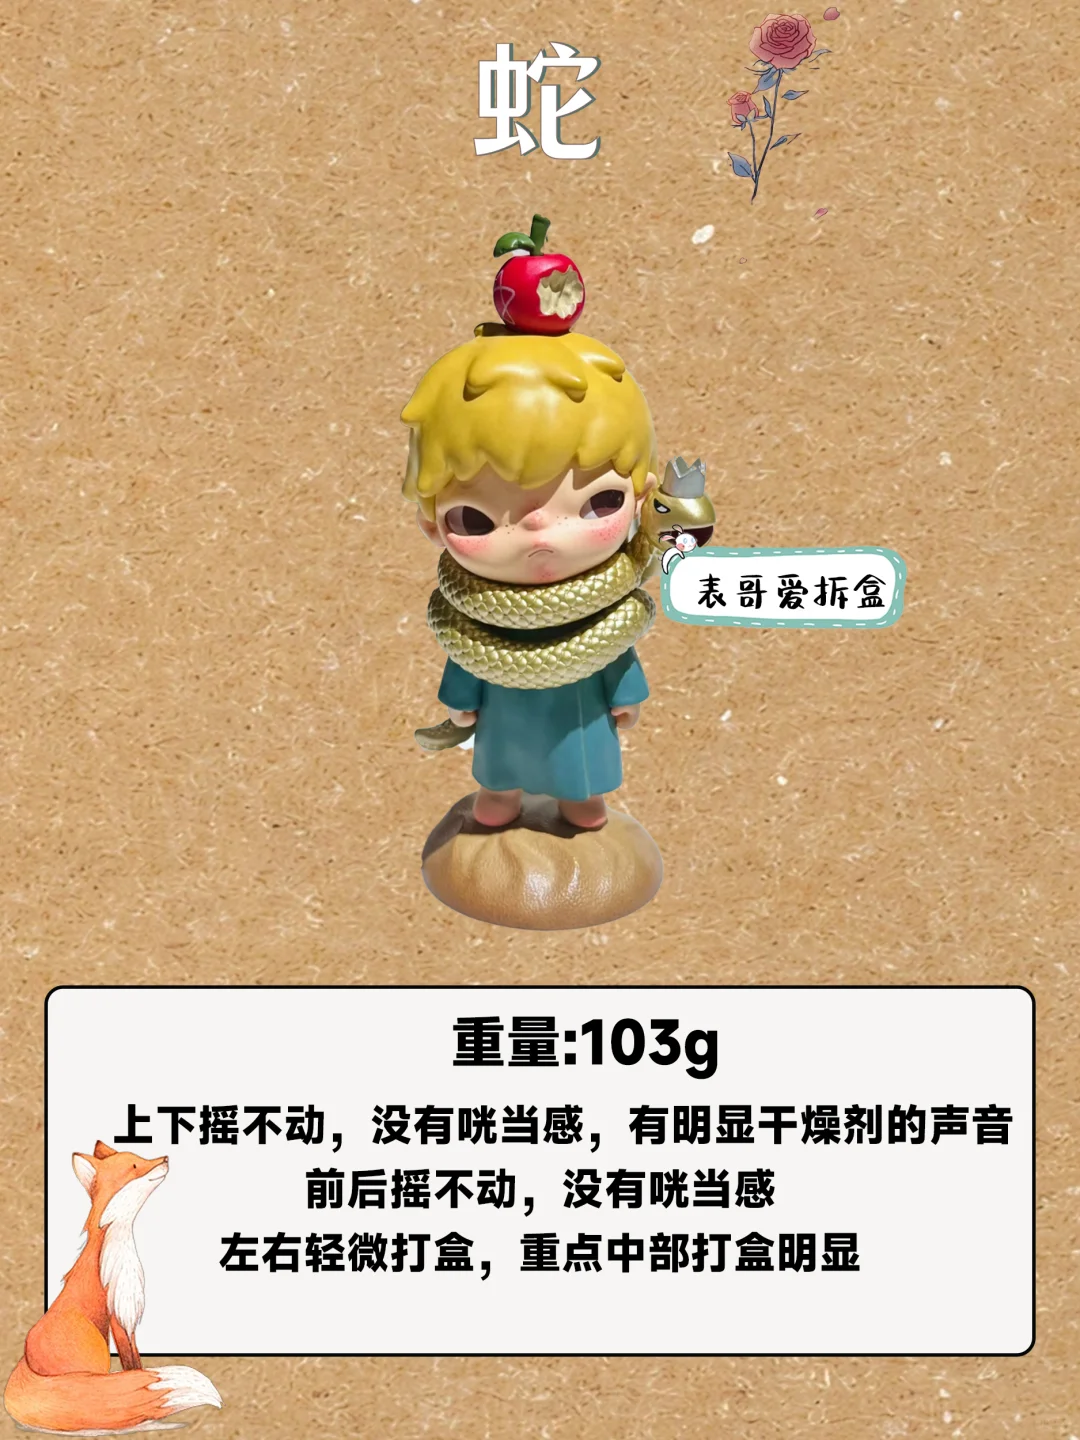 蛇
表哥爱拆盒
重量:103g
上下摇不动，没有咣当感，有明显干燥剂的声音
前后摇不动，没有咣当感
左右轻微打盒，重点中部打盒明显